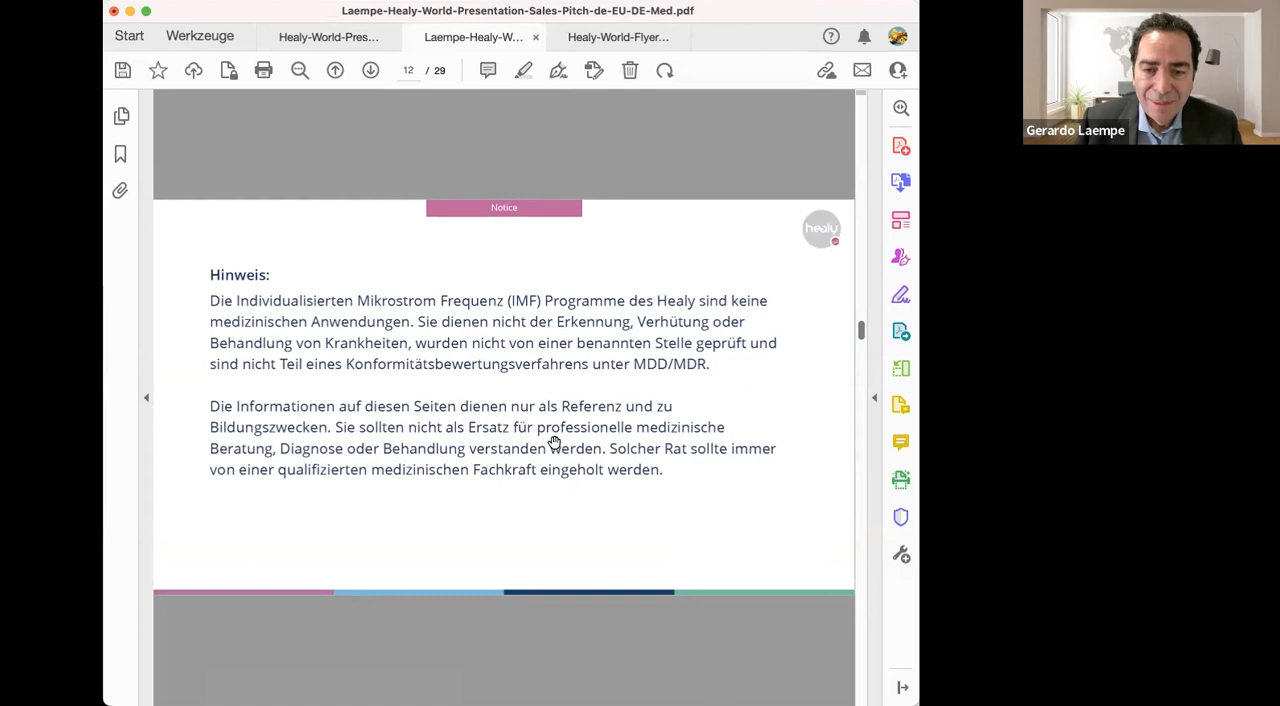 Laempe-Healy-World-Presentation-Sales-Pitch-de-EU-DE-Med.pdf
Start
Werkzeuge
Healy-World-Pres...
Laempe-Healy-W...
Healy-World-Flyer...
12 / 29
Gerardo Laempe
Notice
healy
Hinweis:
Die Individualisierten Mikrostrom Frequenz (IMF) Programme des Healy sind keine
medizinischen Anwendungen. Sie dienen nicht der Erkennung, Verhütung oder
Behandlung von Krankheiten, wurden nicht von einer benannten Stelle geprüft und
sind nicht Teil eines Konformitätsbewertungsverfahrens unter MDD/MDR.
Die Informationen auf diesen Seiten dienen nur als Referenz und zu
Bildungszwecken. Sie sollten nicht als Ersatz für professionelle medizinische
Beratung, Diagnose oder Behandlung verstanden werden. Solcher Rat sollte immer
von einer qualifizierten medizinischen Fachkraft eingeholt werden.